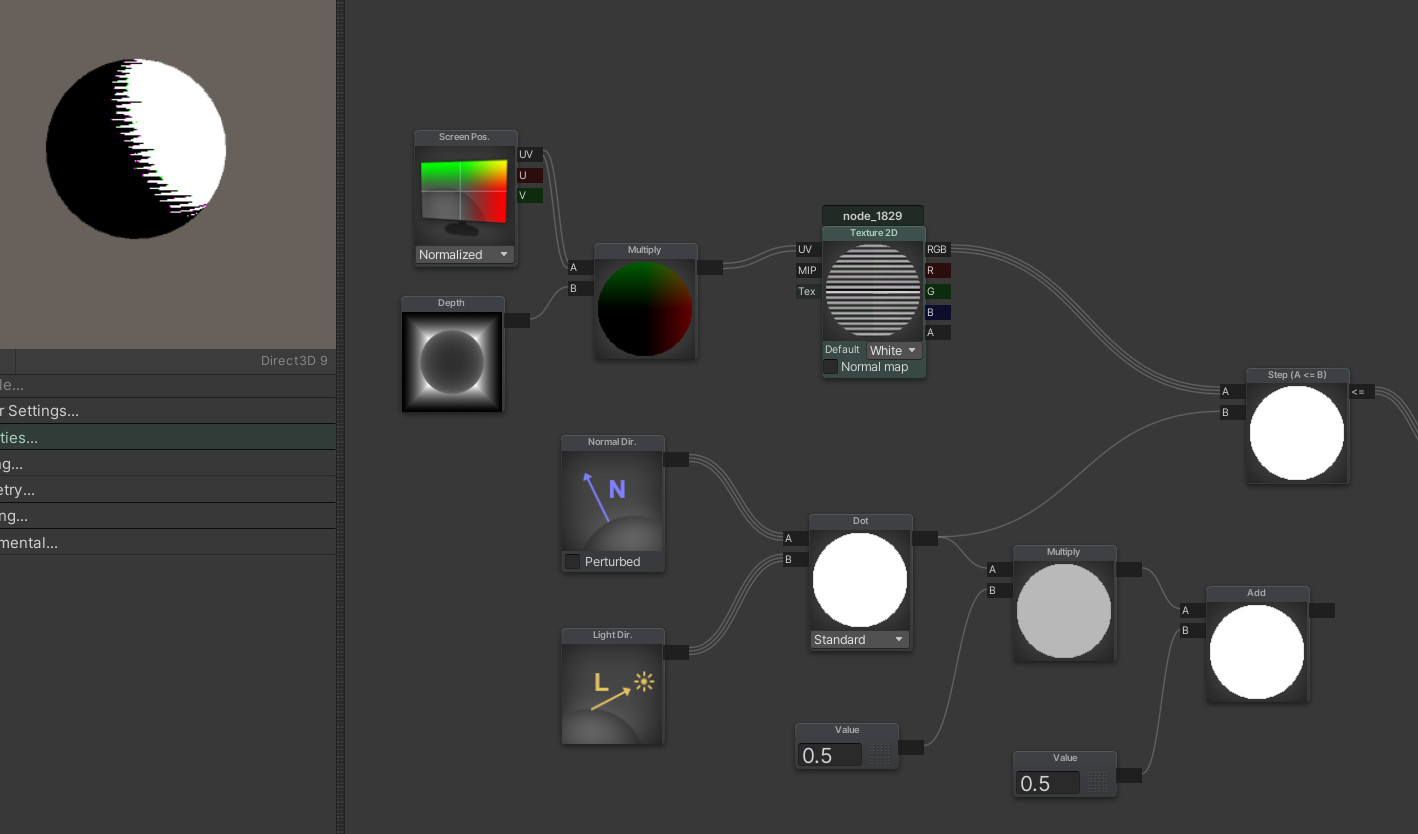 Screen Pos.
UV
U
V
Normalized
Depth
A
Multiply
B
node_1829
Texture 2D
UV
RGB
MIP
R
Tex
G
B
A
Default
White
Normal map
Step (A <= B)
A
<=
B
Direct3D 9
le...
r Settings...
ties...
g...
etry...
ng...
mental...
Normal Dir.
N
Perturbed
Light Dir.
L
Dot
A
B
Standard
Multiply
A
B
Add
A
B
Value
0.5
Value
0.5